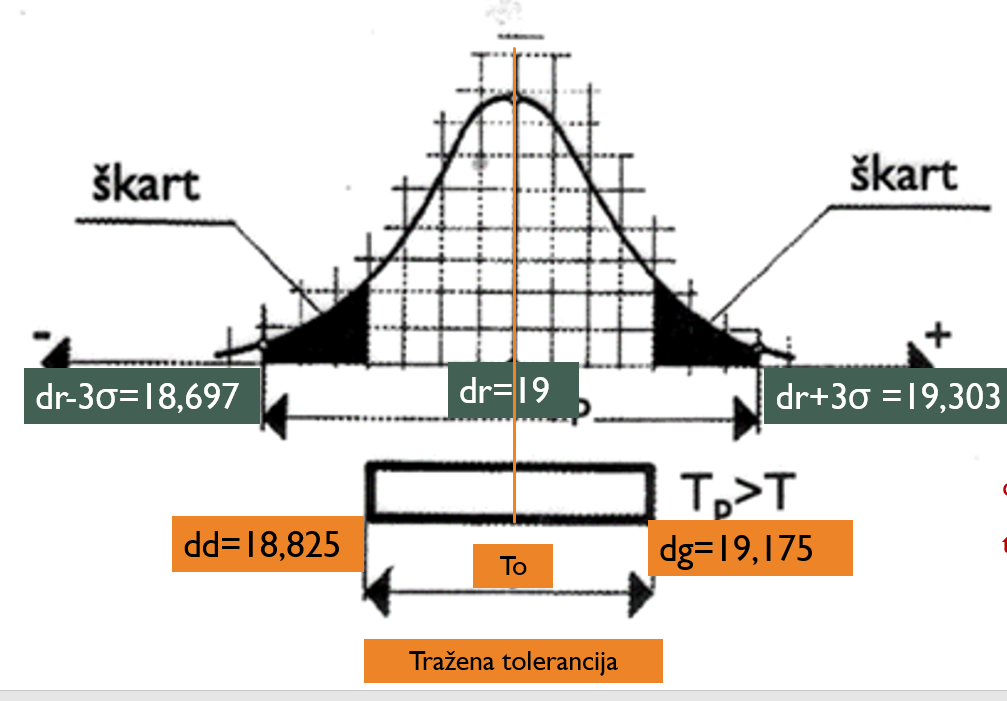 škart
škart
-
+
dr-3σ=18,697
dr=19
dr+3σ =19,303
TP>T
dd=18,825
To
dg=19,175
Tražena tolerancija